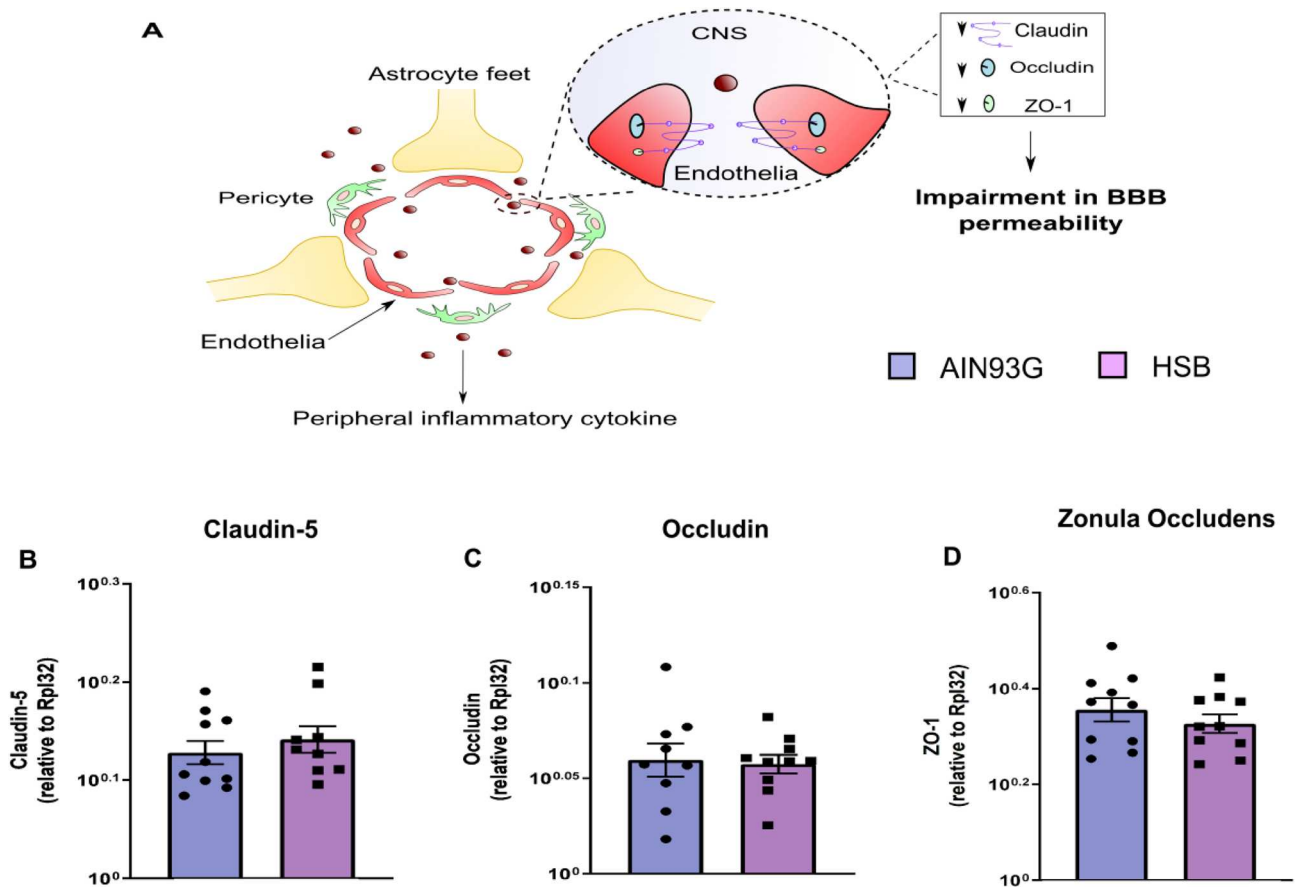 A
CNS
Astrocyte feet
Claudin
Occludin
ZO-1
Pericyte
Endothelia
Impairment in BBB
permeability
Endothelia
Peripheral inflammatory cytokine
AIN93G
HSB
B
Claudin-5
Claudin-5
(relative to Rpl32)
10^0.3
10^0.2
10^0.1
10^0
C
Occludin
Occludin
(relative to Rpl32)
10^0.15
10^0.1
10^0.05
10^0
D
Zonula Occludens
ZO-1
(relative to Rpl32)
10^0.6
10^0.4
10^0.2
10^0